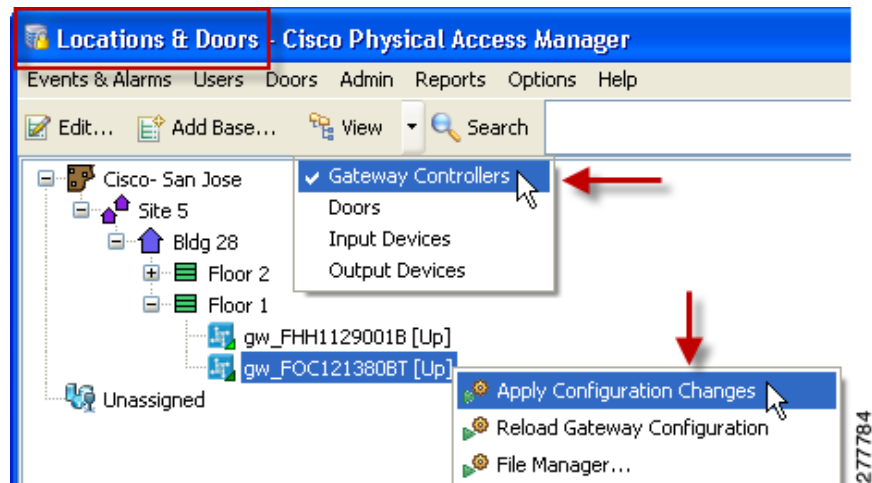 Locations & Doors - Cisco Physical Access Manager
Events & Alarms Users Doors Admin Reports Options Help
Edit... Add Base... View Search
Cisco- San Jose
Gateway Controllers
Site 5
Doors
Bldg 28
Input Devices
Floor 2
Output Devices
Floor 1
gw_FHH1129001B [Up]
gw_FOC121380BT [Up]
Apply Configuration Changes
Unassigned
Reload Gateway Configuration
File Manager...
277784